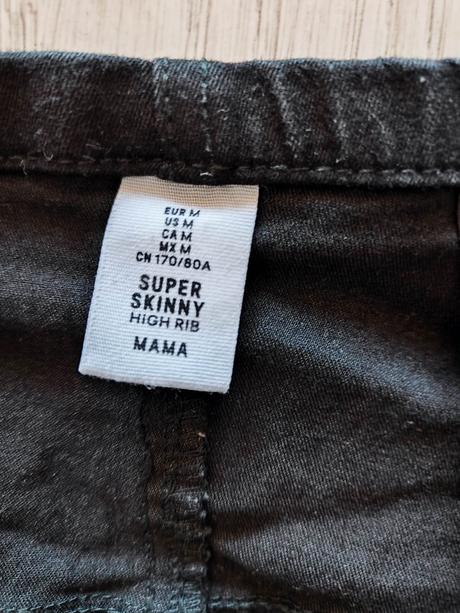 EUR M
US M
CA M
MX M
CN 170/80A
SUPER
SKINNY
HIGH RIB
MAMA